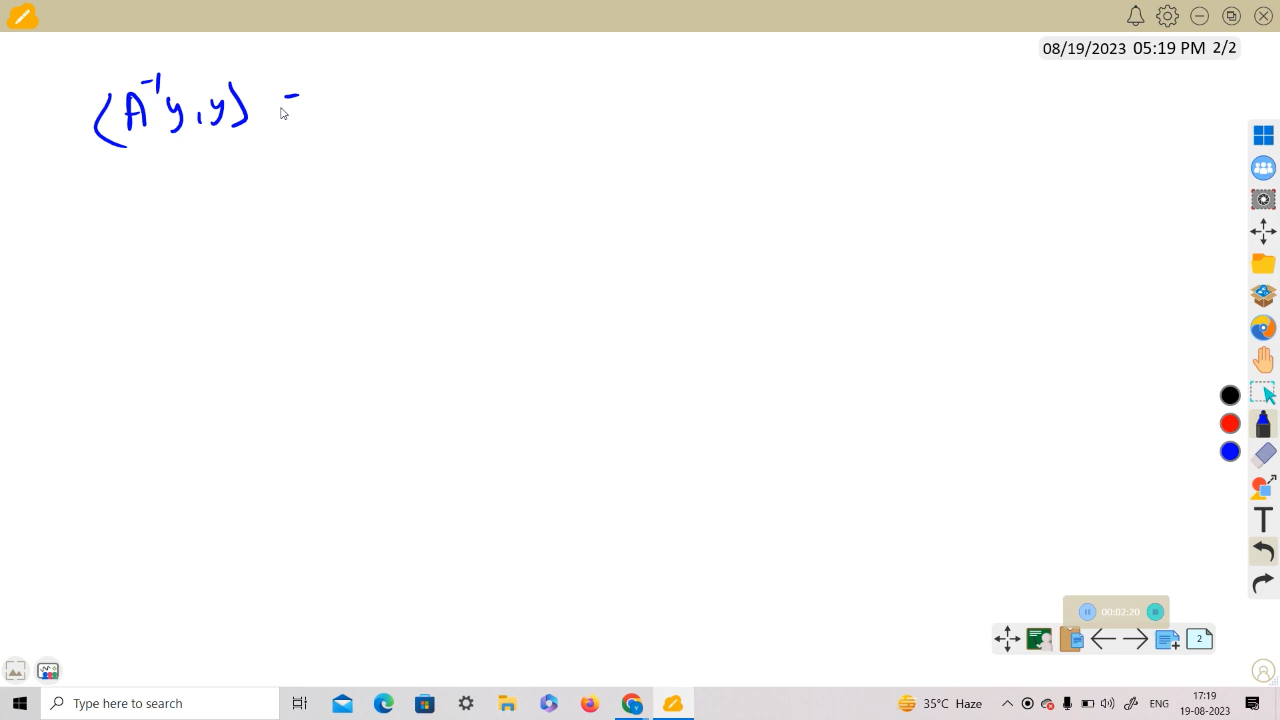 08/19/2023 05:19 PM 2/2
⟨A⁻¹y, y⟩ -
T
00:02:20
2
Type here to search
35°C Haze
ENG
17:19
19-08-2023